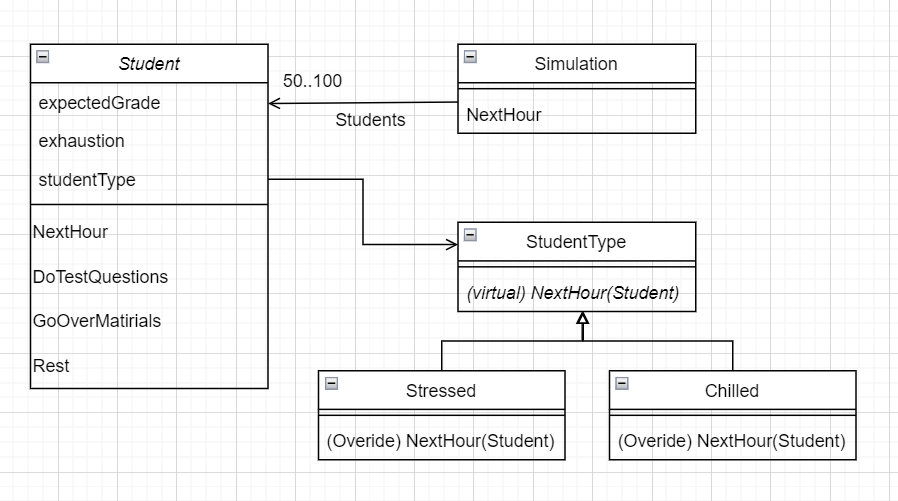 Student
expectedGrade
exhaustion
studentType
NextHour
DoTestQuestions
GoOverMatirials
Rest
50..100
Students
Simulation
NextHour
StudentType
(virtual) NextHour(Student)
Stressed
(Overide) NextHour(Student)
Chilled
(Overide) NextHour(Student)